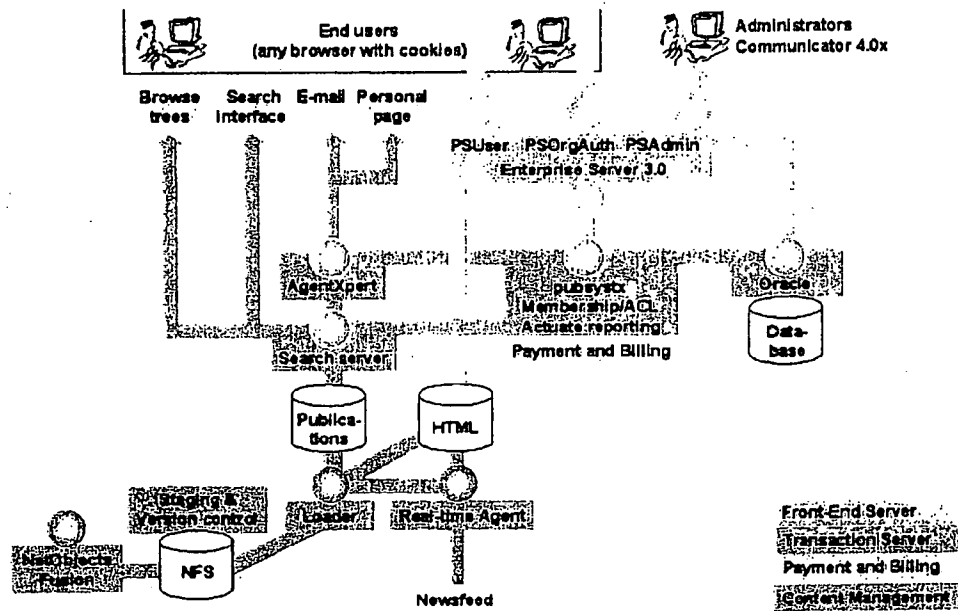 End users
(any browser with cookies)
Administrators
Communicator 4.0x
Browse
trees
Search
Interface
E-mail
Personal
page
PSUser PSOrgAuth PSAdmin
Enterprise Server 3.0
AgentXpert
pubsystx
Membership/ACL
Actuate reporting
Payment and Billing
Oracle
Data-
base
Search server
Publica-
tions
HTML
Staging &
Version control
Loader
Real-time Agent
NetObjects
Fusion
NFS
Newsfeed
Front-End Server
Transaction Server
Payment and Billing
Content Management